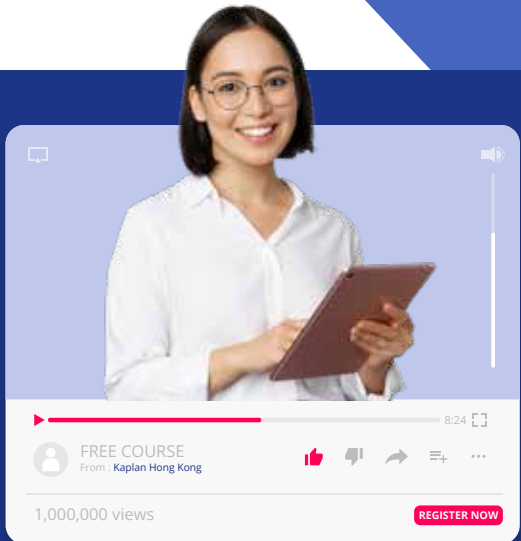 8:24
FREE COURSE
From : Kaplan Hong Kong
1,000,000 views
REGISTER NOW